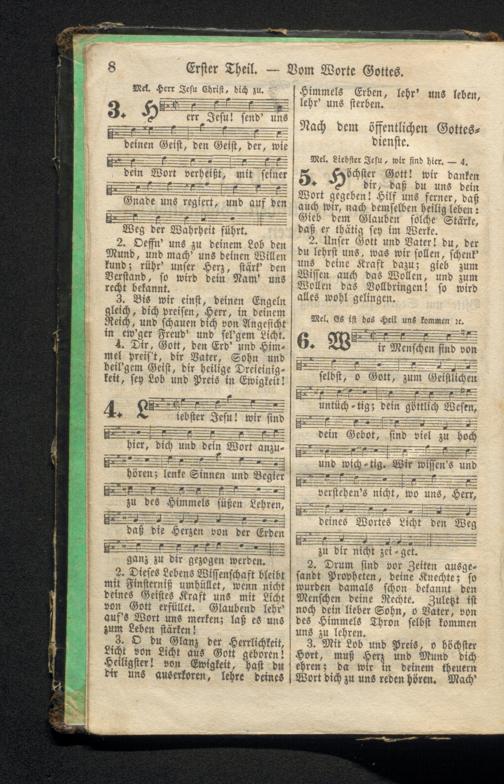 8 Erster Theil. — Vom Worte Gottes.
Mel. Herr Jesu Christ, dich zu.
3. Herr Jesu! send' uns
deinen Geist, den Geist, der, wie
dein Wort verheißt, mit seiner
Gnade uns regiert, und auf den
Weg der Wahrheit führt.
2. Oeffn' uns zu deinem Lob den
Mund, und mach' uns deinen Willen
kund; rühr' unser Herz, stärk' den
Verstand, so wird dein Nam' uns
recht bekannt.
3. Bis wir einst, deinen Engeln
gleich, dich preisen, Herr, in deinem
Reich, und schauen dich von Angesicht
in ew'ger Freud' und sel'gem Licht.
4. Dir, Gott, den Erd' und Him-
mel preis't, dir Vater, Sohn und
heil'gem Geist, dir heilige Dreieinig-
keit, sey Lob und Preis in Ewigkeit!
4. Liebster Jesu! wir sind
hier, dich und dein Wort anzu-
hören; lenke Sinnen und Begier
zu des Himmels süßen Lehren,
daß die Herzen von der Erden
ganz zu dir gezogen werden.
2. Dieses Lebens Wissenschaft bleibt
mit Finsterniß umhüllet, wenn nicht
deines Geistes Kraft uns mit Licht
von Gott erfüllet. Glaubend lehr'
auf's Wort uns merken; laß es uns
zum Leben stärken!
3. O du Glanz der Herrlichkeit,
Licht von Licht aus Gott geboren!
Heiligster! von Ewigkeit, hast du
dir uns auserkoren, lehre deines
Himmels Erben, lehr' uns leben,
lehr' uns sterben.
Nach dem öffentlichen Gottes-
dienste.
Mel. Liebster Jesu, wir sind hier. — 4.
5. Höchster Gott! wir danken
dir, daß du uns dein
Wort gegeben! Hilf uns ferner, daß
auch wir, nach demselben heilig leben:
Gieb dem Glauben solche Stärke,
daß er thätig sey im Werke.
2. Unser Gott und Vater! du, der
du lehrst uns, was wir sollen, schenk'
uns deine Kraft dazu; gieb zum
Wissen auch das Wollen, und zum
Wollen das Vollbringen! so wird
alles wohl gelingen.
Mel. Es ist das Heil uns kommen ꝛc.
6. Wir Menschen sind von
selbst, o Gott, zum Geistlichen
untüch-tig; dein göttlich Wesen,
dein Gebot, sind viel zu hoch
und wich-tig. Wir wissen's und
verstehen's nicht, wo uns, Herr,
deines Wortes Licht den Weg
zu dir nicht zei-get.
2. Drum sind vor Zeiten ausge-
sandt Propheten, deine Knechte; so
wurden damals schon bekannt den
Menschen deine Rechte. Zuletzt ist
noch dein lieber Sohn, o Vater, von
des Himmels Thron selbst kommen
uns zu lehren.
3. Mit Lob und Preis, o höchster
Hort, muß Herz und Mund dich
ehren; da wir in deinem theuern
Wort dich zu uns reden hören. Mach'